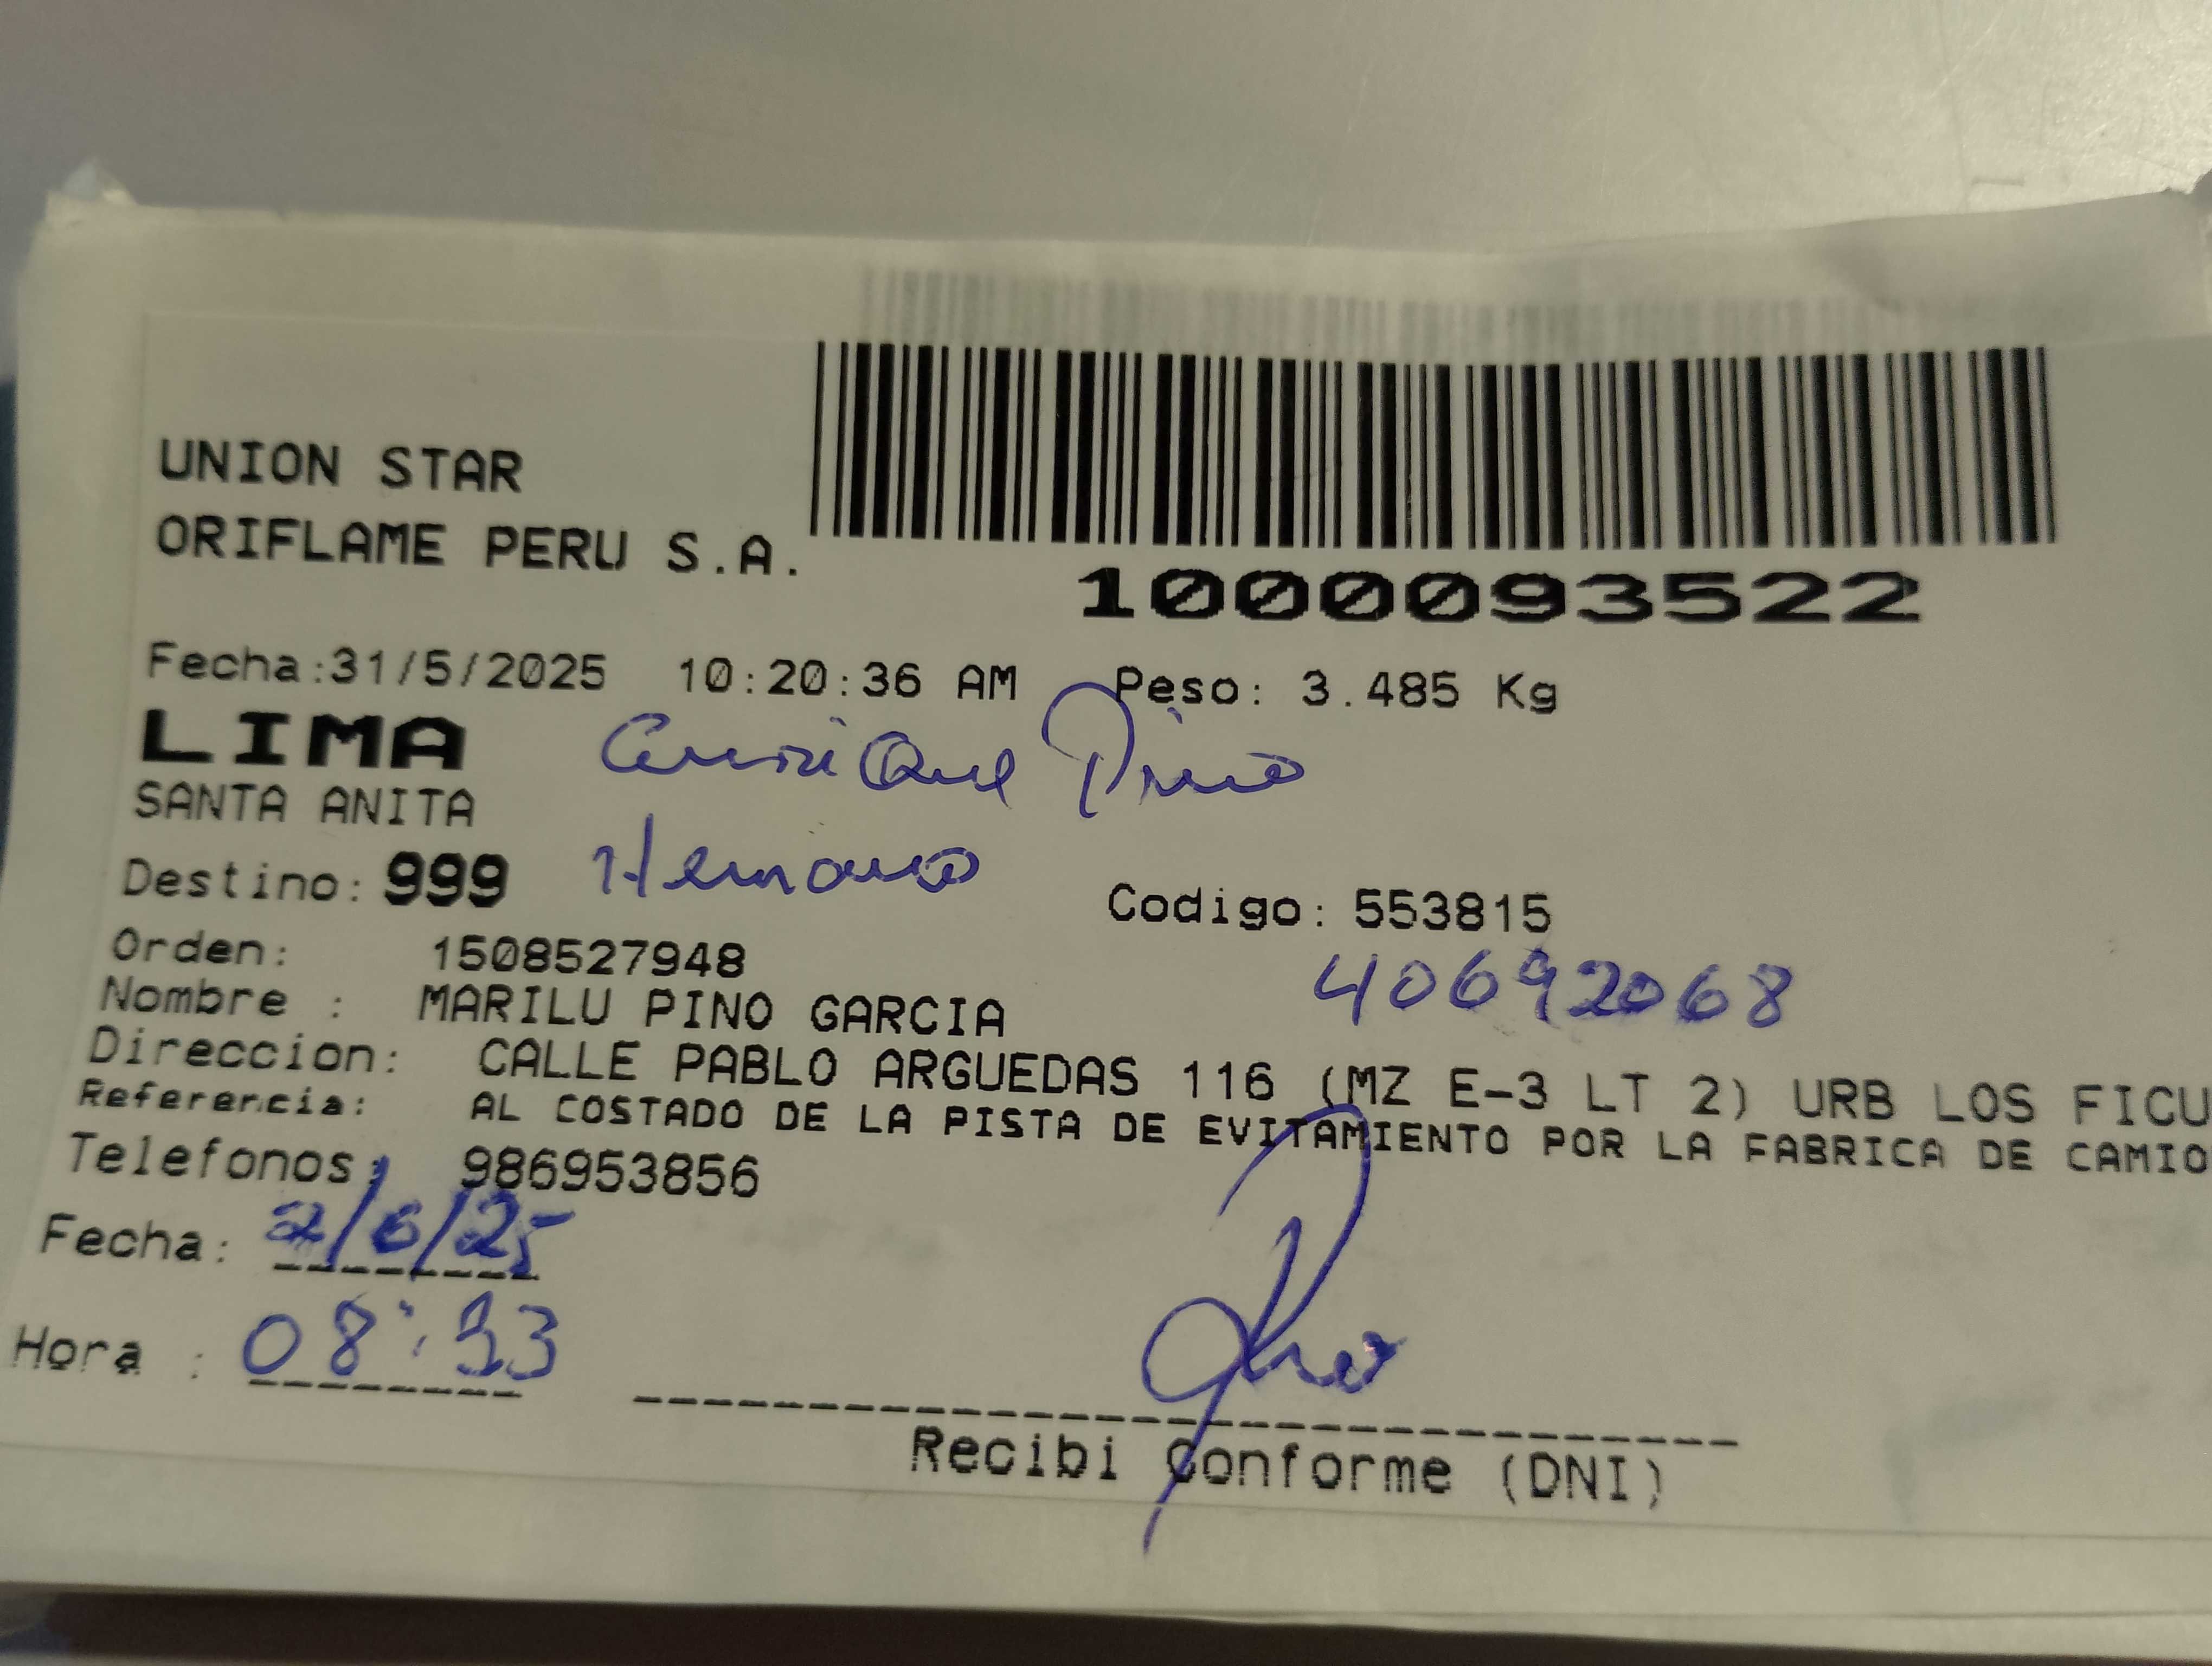 UNION STAR
ORIFLAME PERU S.A.
1000093522
Fecha:31/5/2025 10:20:36 AM Peso: 3.485 Kg
LIMA
Pino
SANTA ANITA
Hermano
Destino: 999
Codigo: 553815
Orden: 1508527948
40692068
Nombre : MARILU PINO GARCIA
Direccion: CALLE PABLO ARGUEDAS 116 (MZ E-3 LT 2) URB LOS FICU
Referencia: AL COSTADO DE LA PISTA DE EVITAMIENTO POR LA FABRICA DE CAMIO
Telefonos: 986953856
Fecha: 2/6/25
Hora : 08:33
Recibi Conforme (DNI)